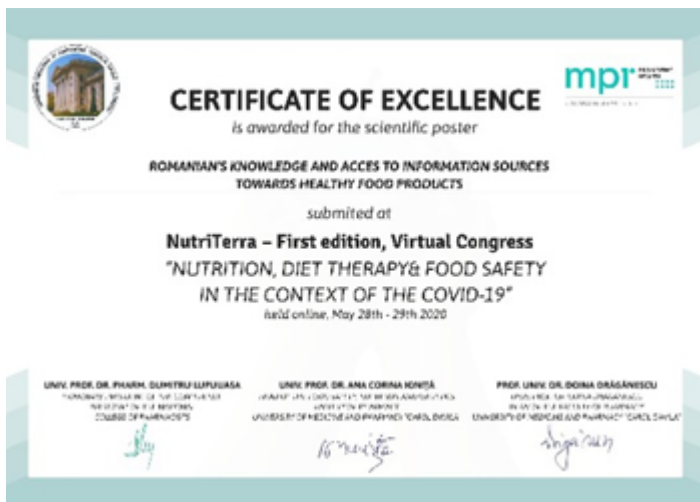 mpr
CERTIFICATE OF EXCELLENCE
is awarded for the scientific poster
ROMANIAN'S KNOWLEDGE AND ACCES TO INFORMATION SOURCES
TOWARDS HEALTHY FOOD PRODUCTS
submited at
NutriTerra – First edition, Virtual Congress
"NUTRITION, DIET THERAPY& FOOD SAFETY
IN THE CONTEXT OF THE COVID-19"
held online, May 28th - 29th 2020
UNIV. PROF. DR. PHARM. DUMITRU LUPULIASA
COLLEGE OF PHARMACISTS
UNIV. PROF. DR. ANA CORINA IONIȚĂ
UNIVERSITY OF MEDICINE AND PHARMACY "CAROL DAVILA"
PROF. UNIV. DR. DOINA DRĂGĂNESCU
UNIVERSITY OF MEDICINE AND PHARMACY "CAROL DAVILA"